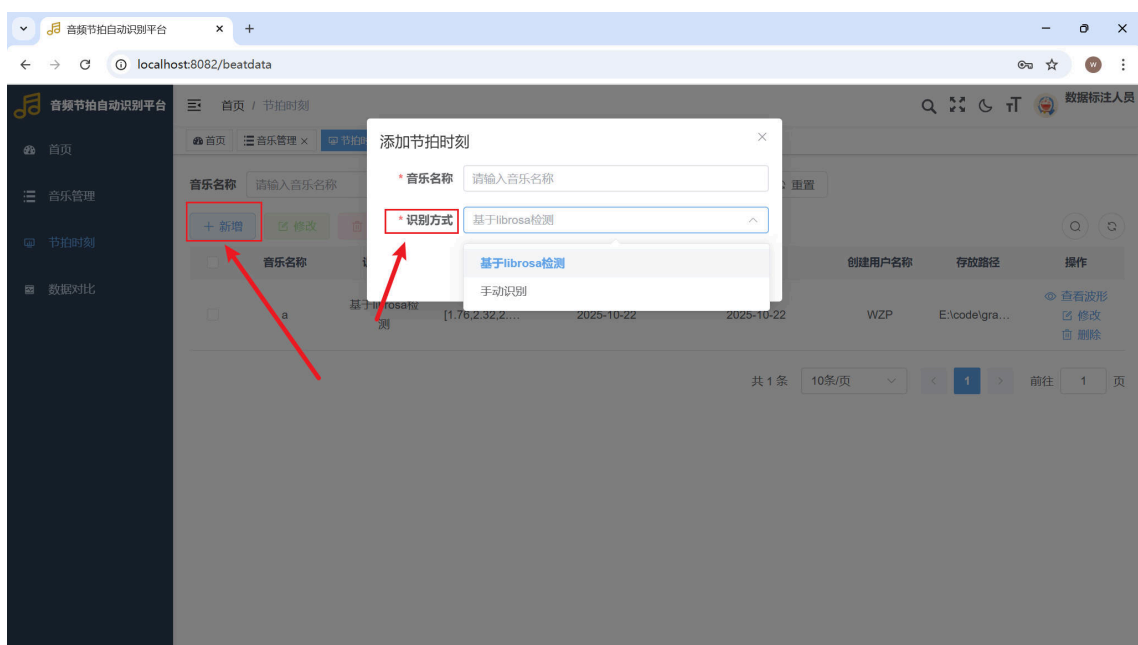 音频节拍自动识别平台
localhost:8082/beatdata
W
音频节拍自动识别平台
首页 / 节拍时刻
数据标注人员
首页
音乐管理
节拍时刻
数据对比
首页 音乐管理 × 节拍
音乐名称 请输入音乐名称
重置
+ 新增 修改
添加节拍时刻
* 音乐名称 请输入音乐名称
* 识别方式 基于librosa检测
基于librosa检测
手动识别
音乐名称 创建用户名称 存放路径 操作
a 基于librosa检测 [1.76,2.32,2.... 2025-10-22 2025-10-22 WZP E:\code\gra...
查看波形
修改
删除
共 1 条 10条/页 1 前往 1 页